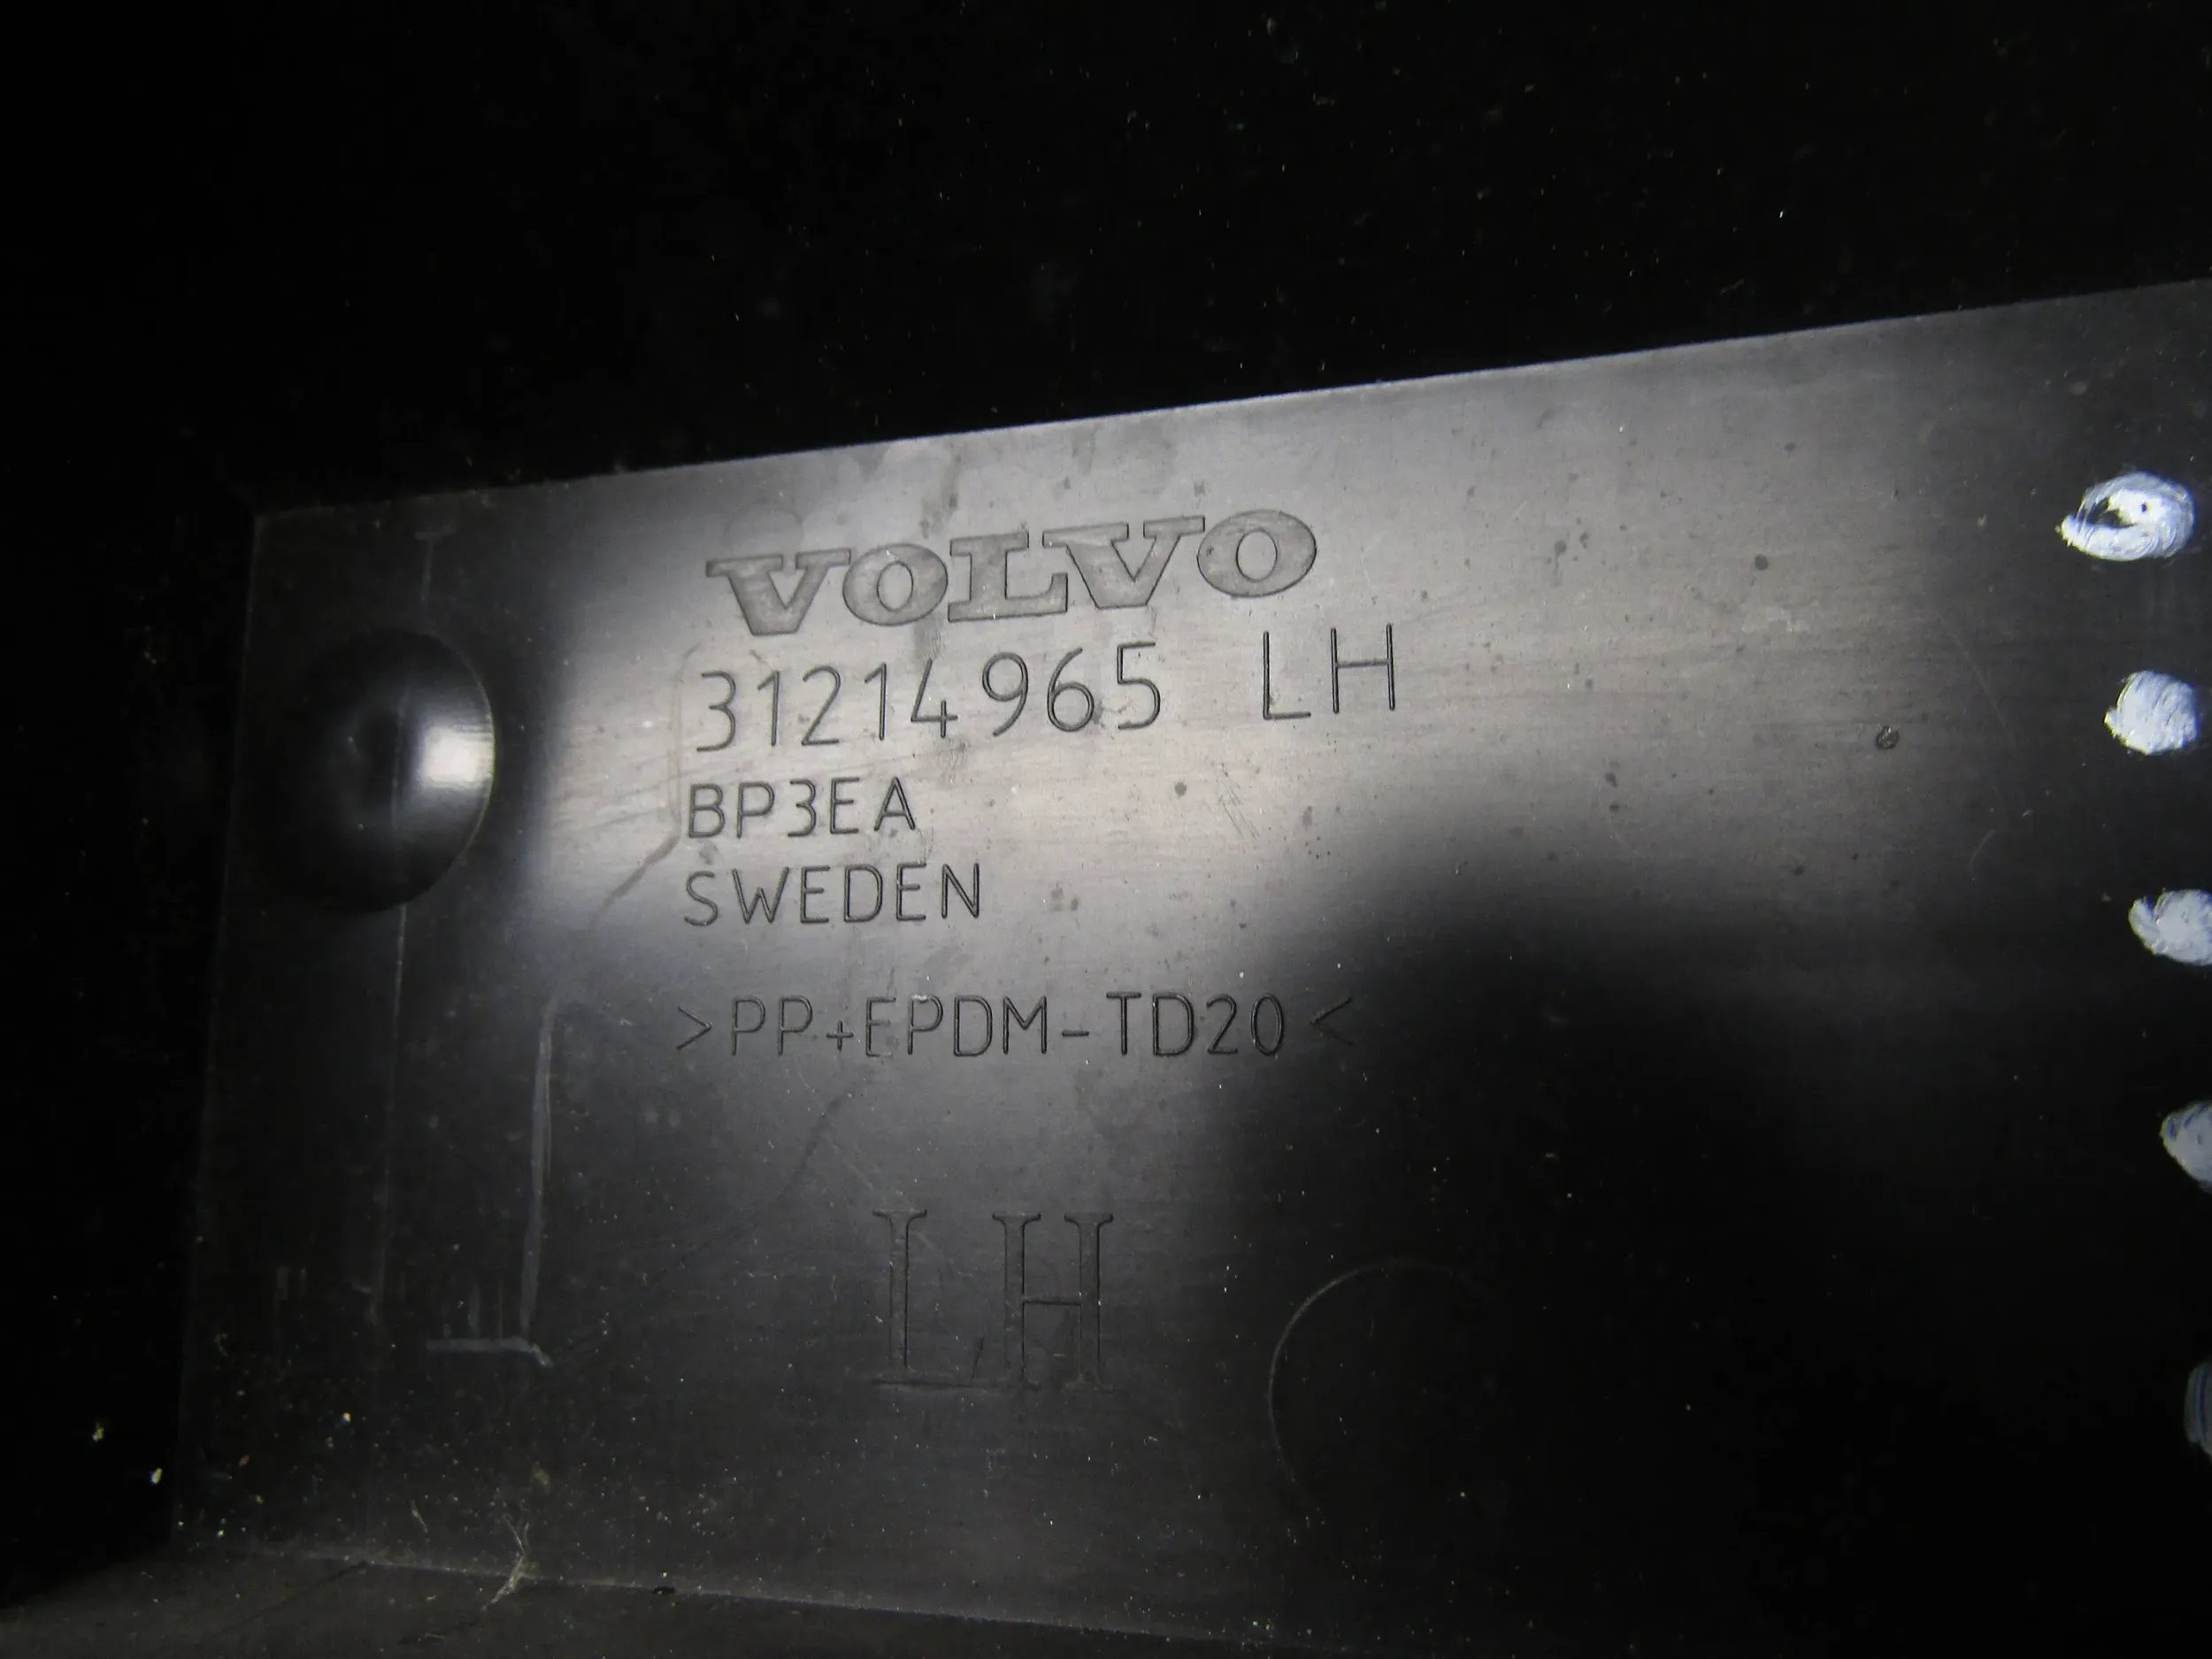 VOLVO
31214965 LH
BP3EA
SWEDEN
>PP+EPDM-TD20<
LH